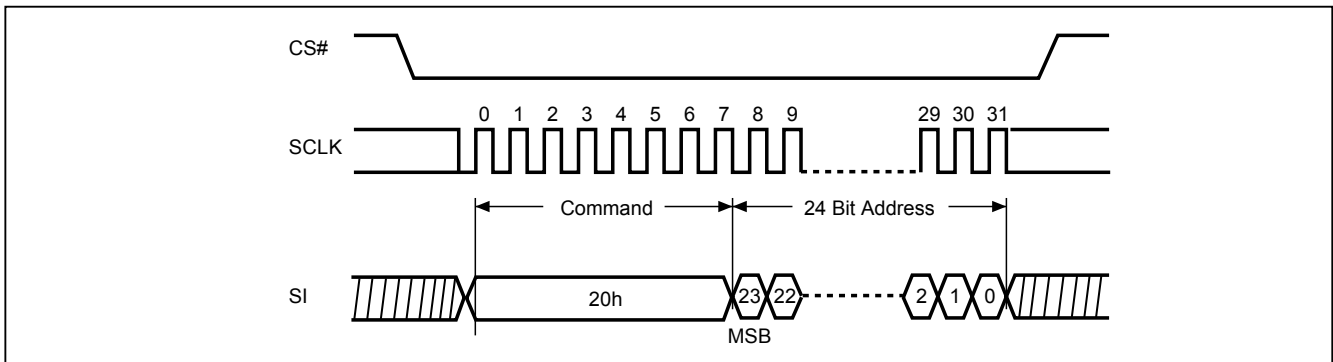 CS#
0 1 2 3 4 5 6 7 8 9 29 30 31
SCLK
Command 24 Bit Address
SI 20h 23 22 2 1 0
MSB